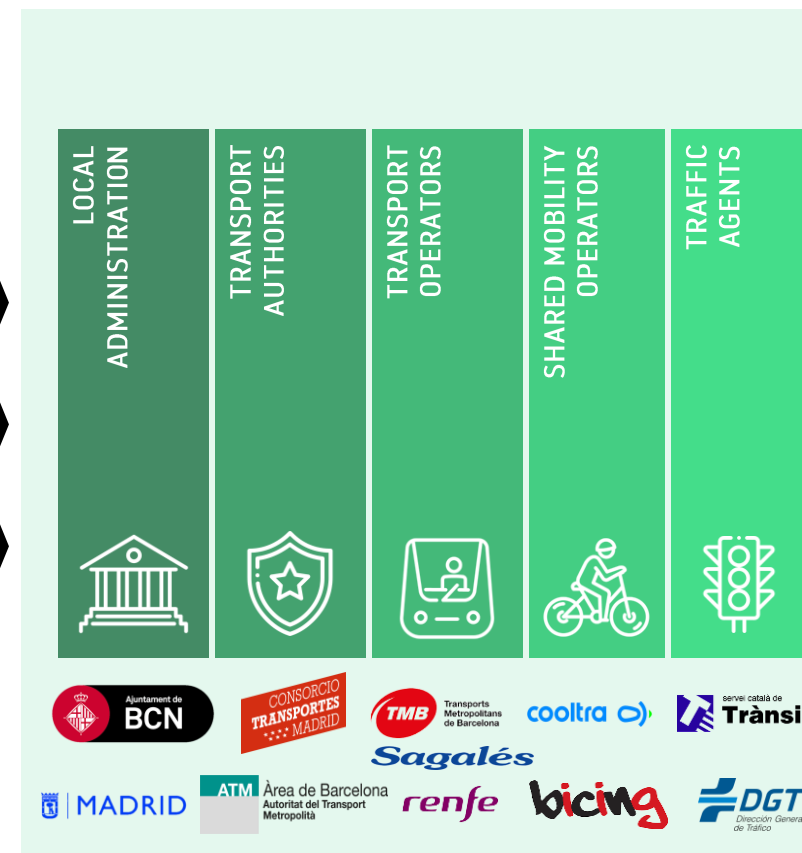 LOCAL
ADMINISTRATION
TRANSPORT
AUTHORITIES
TRANSPORT
OPERATORS
SHARED MOBILITY
OPERATORS
TRAFFIC
AGENTS
Ajuntament de
BCN
CONSORCIO
TRANSPORTES
MADRID
TMB
Transports
Metropolitans
de Barcelona
cooltra
servei català de
Trànsi
Sagalés
MADRID
ATM
Àrea de Barcelona
Autoritat del Transport
Metropolità
renfe
bicing
DGT
Dirección Genera
de Tráfico